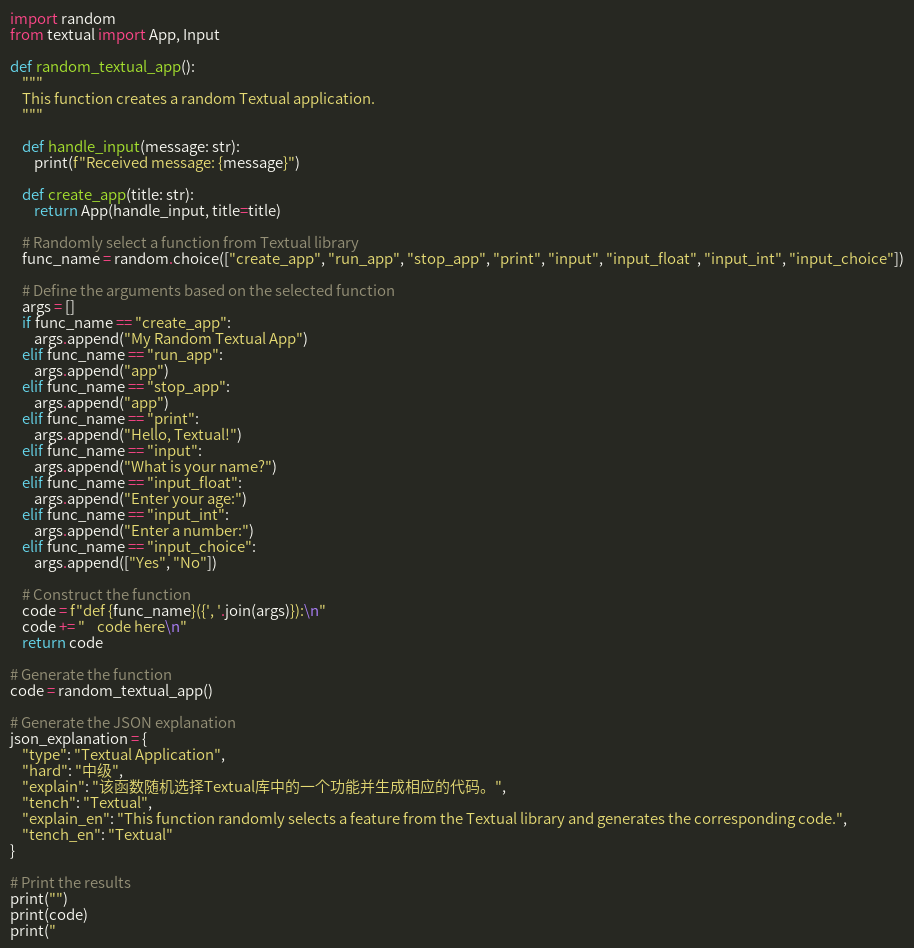 import random
from textual import App, Input

def random_textual_app():
    """
    This function creates a random Textual application.
    """

    def handle_input(message: str):
        print(f"Received message: {message}")

    def create_app(title: str):
        return App(handle_input, title=title)

    # Randomly select a function from Textual library
    func_name = random.choice(["create_app", "run_app", "stop_app", "print", "input", "input_float", "input_int", "input_choice"])

    # Define the arguments based on the selected function
    args = []
    if func_name == "create_app":
        args.append("My Random Textual App")
    elif func_name == "run_app":
        args.append("app")
    elif func_name == "stop_app":
        args.append("app")
    elif func_name == "print":
        args.append("Hello, Textual!")
    elif func_name == "input":
        args.append("What is your name?")
    elif func_name == "input_float":
        args.append("Enter your age:")
    elif func_name == "input_int":
        args.append("Enter a number:")
    elif func_name == "input_choice":
        args.append(["Yes", "No"])

    # Construct the function
    code = f"def {func_name}({', '.join(args)}):\n"
    code += "    code here\n"
    return code

# Generate the function
code = random_textual_app()

# Generate the JSON explanation
json_explanation = {
    "type": "Textual Application",
    "hard": "中级",
    "explain": "该函数随机选择Textual库中的一个功能并生成相应的代码。",
    "tench": "Textual",
    "explain_en": "This function randomly selects a feature from the Textual library and generates the corresponding code.",
    "tench_en": "Textual"
}

# Print the results
print("")
print(code)
print("